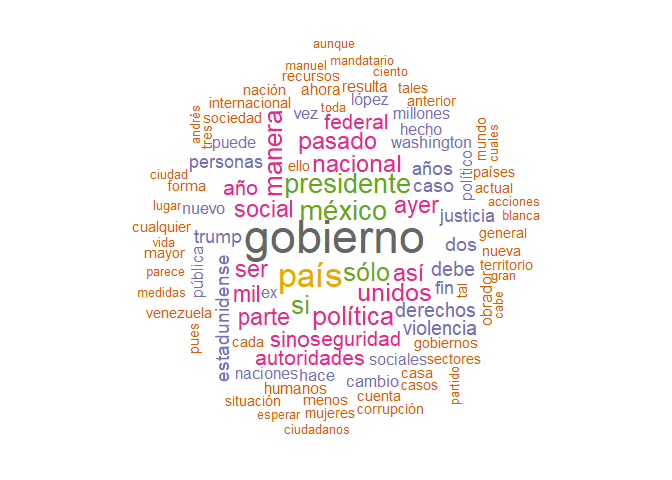 aunque
manuel mandatario
recursos ciento
nación ahora resulta tales
internacional toda lópez anterior
andrés sociedad vez federal millones
tres puede manera pasado hecho washington mundo cuales
personas ello nacional político
ciudad año presidente años países
forma caso actual
lugar nuevo social méxico ayer justicia acciones
cualquier blanca
vida trump gobierno dos general
mayor nueva
parece pública ser país sólo así debe territorio
medidas estadunidense mil ex si unidos fin tal obrador gran
venezuela parte política derechos cabe
pues cada sino seguridad violencia gobiernos
autoridades sociales sectores
naciones hace cambio casa partido
humanos casos
situación menos cuenta
esperar mujeres corrupción
ciudadanos